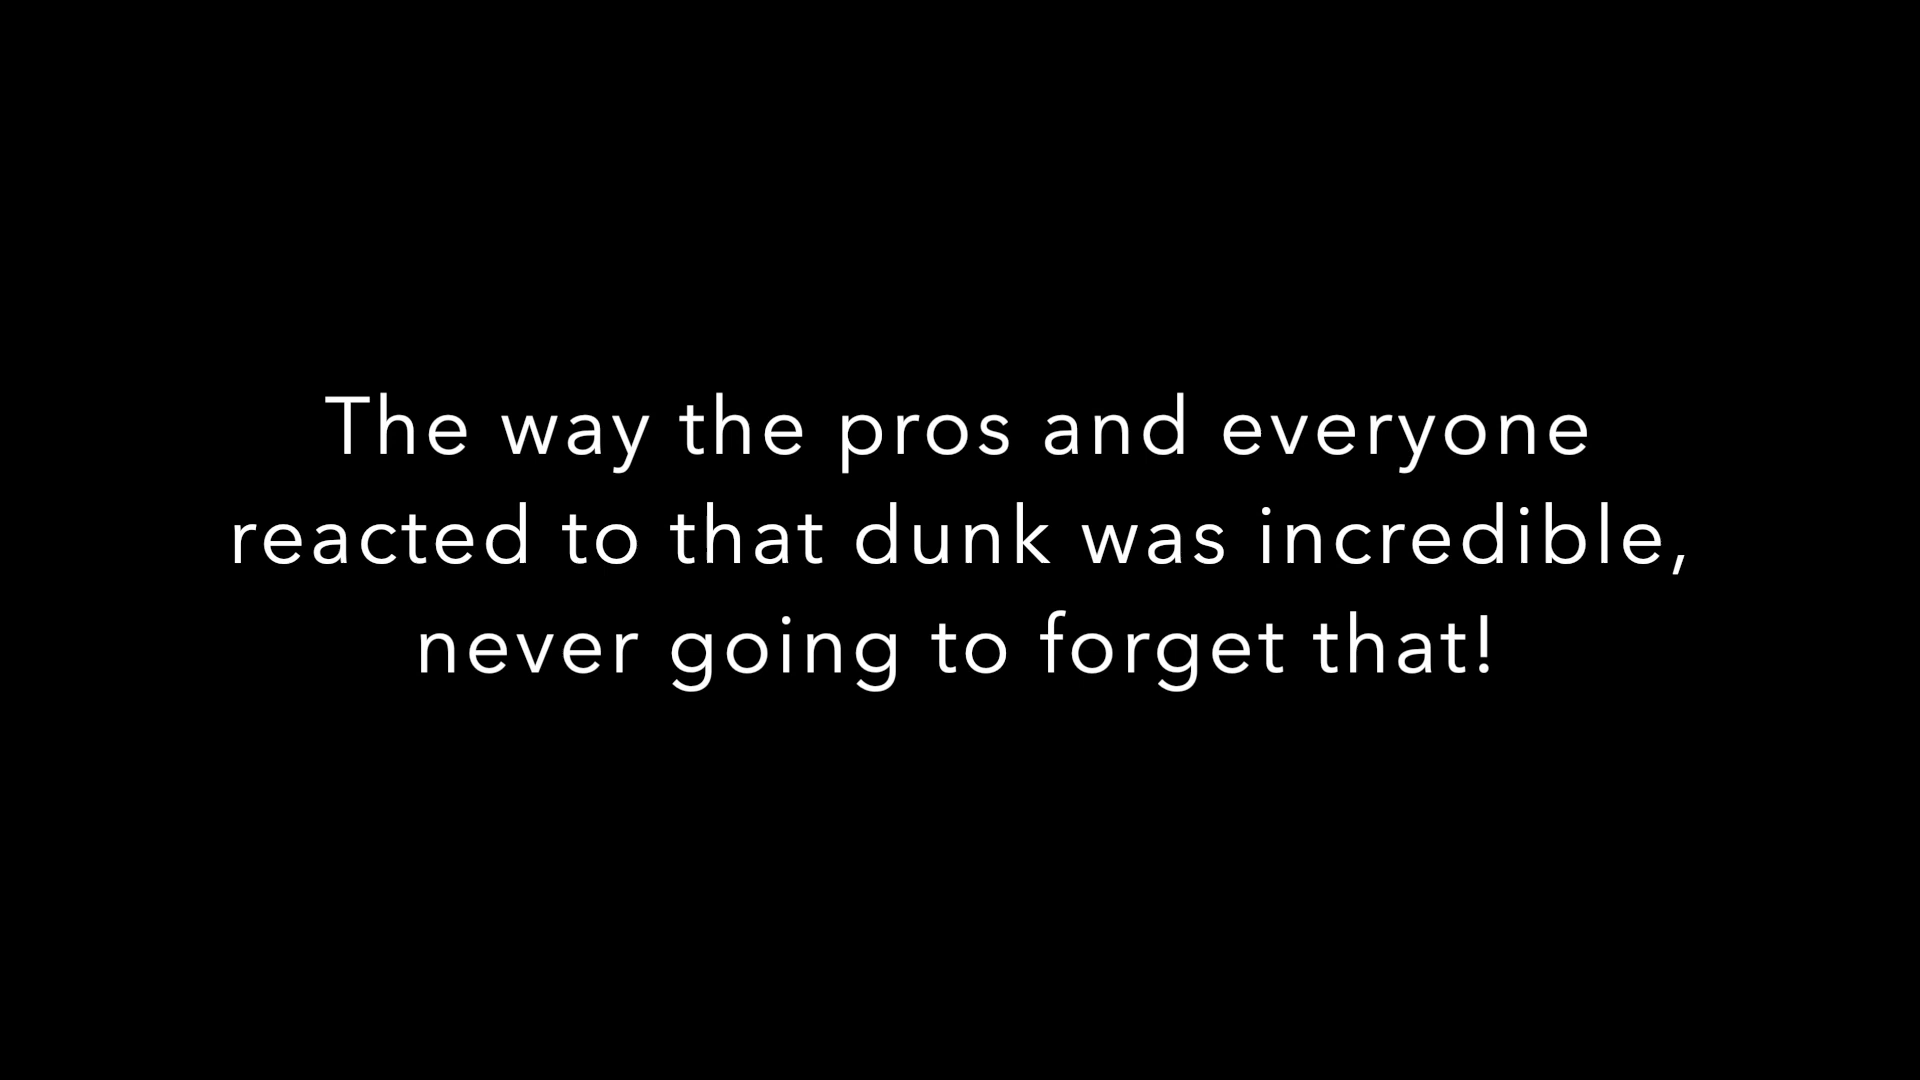 The way the pros and everyone
reacted to that dunk was incredible,
never going to forget that!